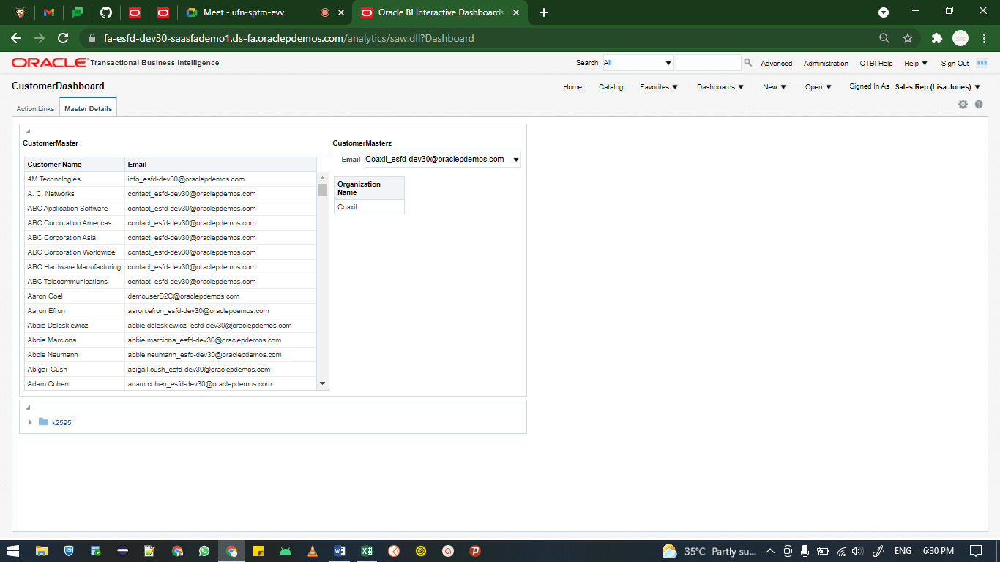 Meet - ufn-sptm-evv
Oracle BI Interactive Dashboards
fa-esfd-dev30-saasfademo1.ds-fa.oraclepdemos.com/analytics/saw.dll?Dashboard
ORACLE Transactional Business Intelligence
Search All Advanced Administration OTBI Help Help Sign Out
CustomerDashboard
Home Catalog Favorites Dashboards New Open Signed In As Sales Rep (Lisa Jones)
Action Links Master Details
CustomerMaster
Customer Name Email
4M Technologies info_esfd-dev30@oraclepdemos.com
A. C. Networks contact_esfd-dev30@oraclepdemos.com
ABC Application Software contact_esfd-dev30@oraclepdemos.com
ABC Corporation Americas contact_esfd-dev30@oraclepdemos.com
ABC Corporation Asia contact_esfd-dev30@oraclepdemos.com
ABC Corporation Worldwide contact_esfd-dev30@oraclepdemos.com
ABC Hardware Manufacturing contact_esfd-dev30@oraclepdemos.com
ABC Telecommunications contact_esfd-dev30@oraclepdemos.com
Aaron Coel demouserB2C@oraclepdemos.com
Aaron Efron aaron.efron_esfd-dev30@oraclepdemos.com
Abbie Deleskiewicz abbie.deleskiewicz_esfd-dev30@oraclepdemos.com
Abbie Marciona abbie.marciona_esfd-dev30@oraclepdemos.com
Abbie Neumann abbie.neumann_esfd-dev30@oraclepdemos.com
Abigail Cush abigail.cush_esfd-dev30@oraclepdemos.com
Adam Cohen adam.cohen_esfd-dev30@oraclepdemos.com
CustomerMasterz
Email Coaxil_esfd-dev30@oraclepdemos.com
Organization
Name
Coaxil
k2595
35°C Partly su... ENG 6:30 PM